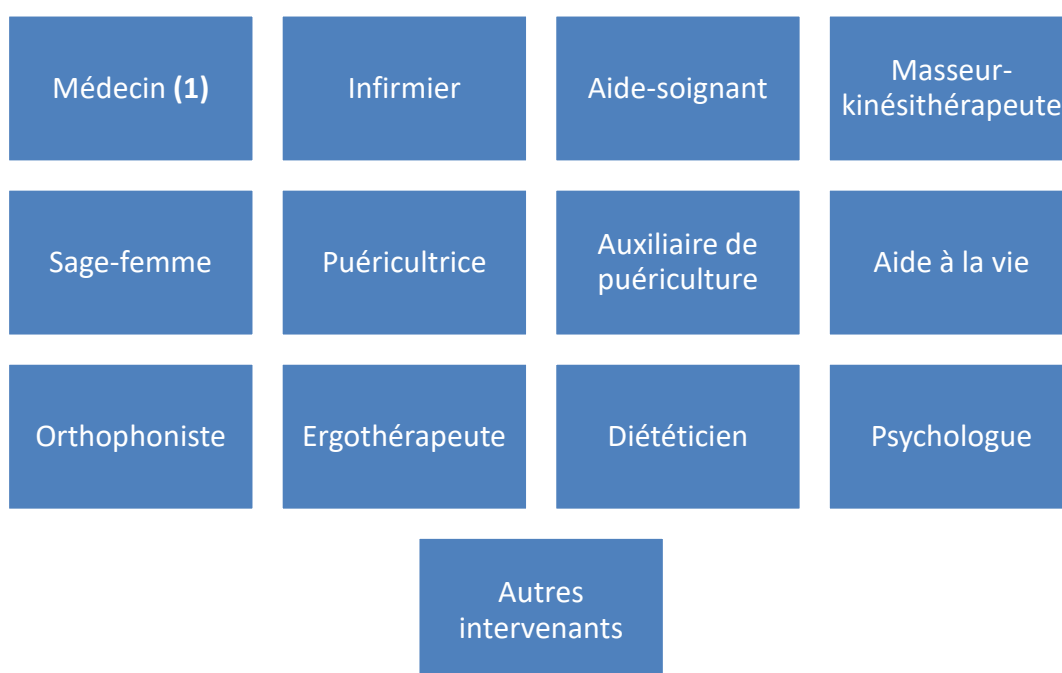 Médecin (1)
Infirmier
Aide-soignant
Masseur-
kinésithérapeute
Sage-femme
Puéricultrice
Auxiliaire de
puériculture
Aide à la vie
Orthophoniste
Ergothérapeute
Diététicien
Psychologue
Autres
intervenants